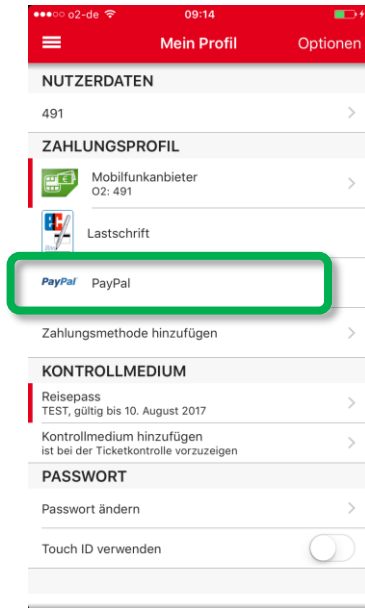 o2-de 09:14
Mein Profil Optionen
NUTZERDATEN
491
ZAHLUNGSPROFIL
Mobilfunkanbieter
O2: 491
Lastschrift
PayPal PayPal
Zahlungsmethode hinzufügen
KONTROLLMEDIUM
Reisepass
TEST, gültig bis 10. August 2017
Kontrollmedium hinzufügen
ist bei der Ticketkontrolle vorzuzeigen
PASSWORT
Passwort ändern
Touch ID verwenden